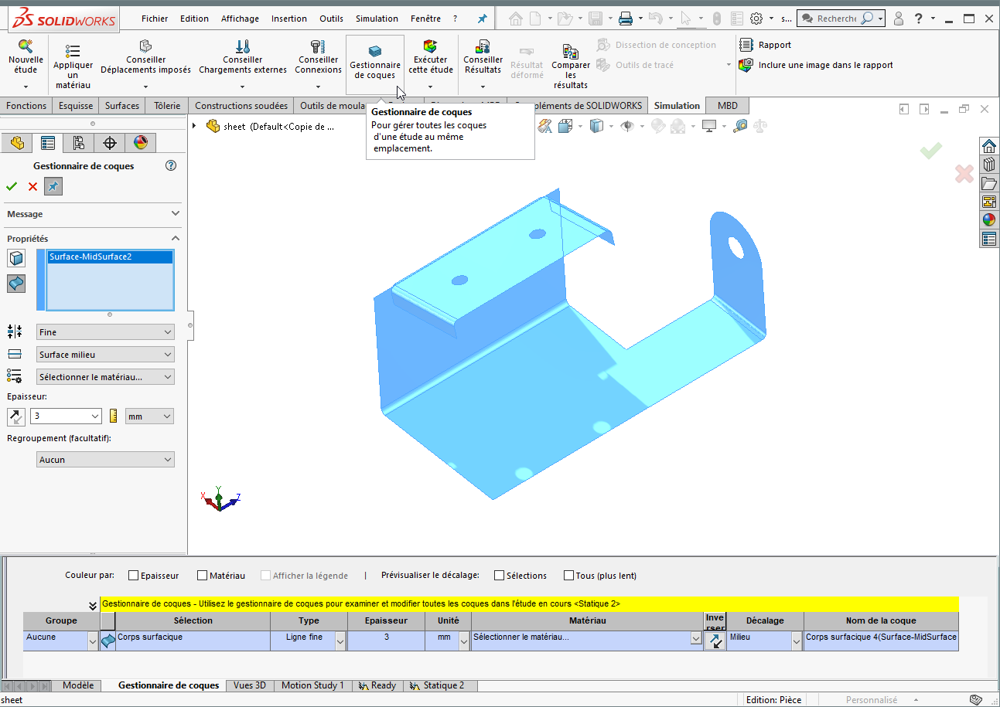 SOLIDWORKS
Fichier Edition Affichage Insertion Outils Simulation Fenêtre ?
s...
Recherche
?
Nouvelle
étude
Appliquer
un
matériau
Conseiller
Déplacements imposés
Conseiller
Chargements externes
Conseiller
Connexions
Gestionnaire
de coques
Exécuter
cette étude
Conseiller
Résultats
Résultat
déformé
Comparer
les
résultats
Dissection de conception
Outils de tracé
Rapport
Inclure une image dans le rapport
Fonctions Esquisse Surfaces Tôlerie Constructions soudées Outils de moula
pléments de SOLIDWORKS Simulation MBD
Gestionnaire de coques
Pour gérer toutes les coques
d'une étude au même
emplacement.
sheet (Default<Copie de ...
Gestionnaire de coques
Message
Propriétés
Surface-MidSurface2
Fine
Surface milieu
Sélectionner le matériau...
Epaisseur:
3 mm
Regroupement (facultatif):
Aucun
X Y Z
Couleur par: Epaisseur Matériau Afficher la légende | Prévisualiser le décalage: Sélections Tous (plus lent)
Gestionnaire de coques - Utilisez le gestionnaire de coques pour examiner et modifier toutes les coques dans l'étude en cours <Statique 2>
Groupe Sélection Type Epaisseur Unité Matériau Inve rser Décalage Nom de la coque
Aucune Corps surfacique Ligne fine 3 mm Sélectionner le matériau... Milieu Corps surfacique 4(Surface-MidSurface
Modèle Gestionnaire de coques Vues 3D Motion Study 1 Ready Statique 2
sheet Edition: Pièce Personnalisé